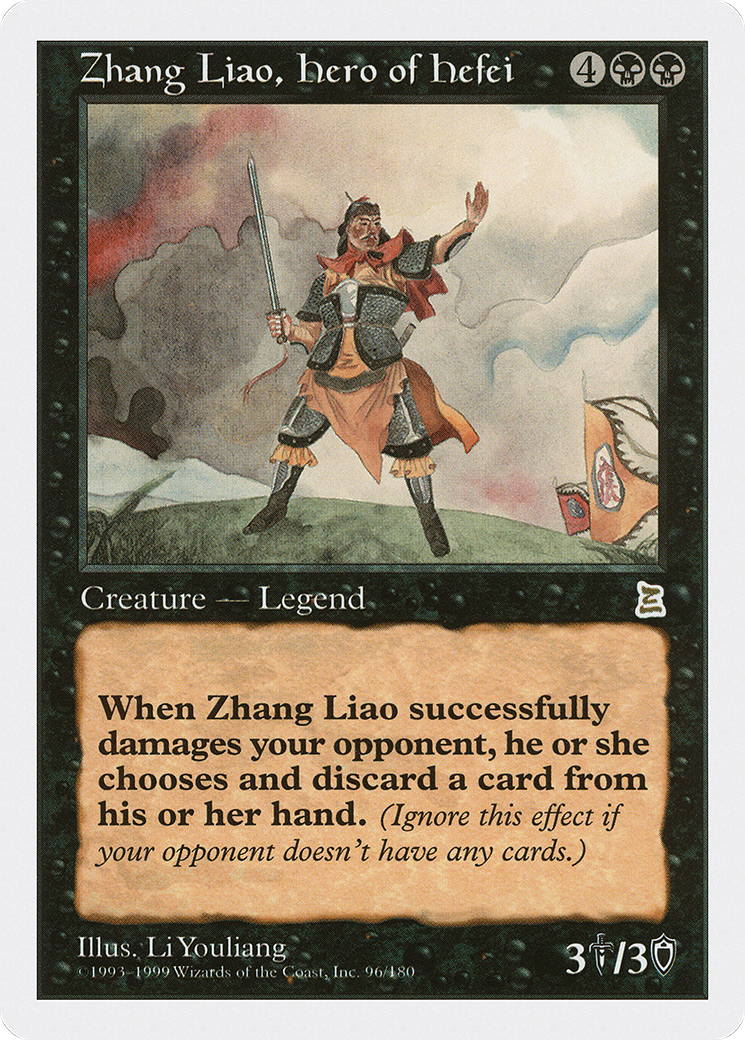 Zhang Liao, Hero of Hefei 4
Creature — Legend
When Zhang Liao successfully
damages your opponent, he or she
chooses and discard a card from
his or her hand. (Ignore this effect if
your opponent doesn't have any cards.)
Illus. Li Youliang
©1993–1999 Wizards of the Coast, Inc. 96/180
3/3